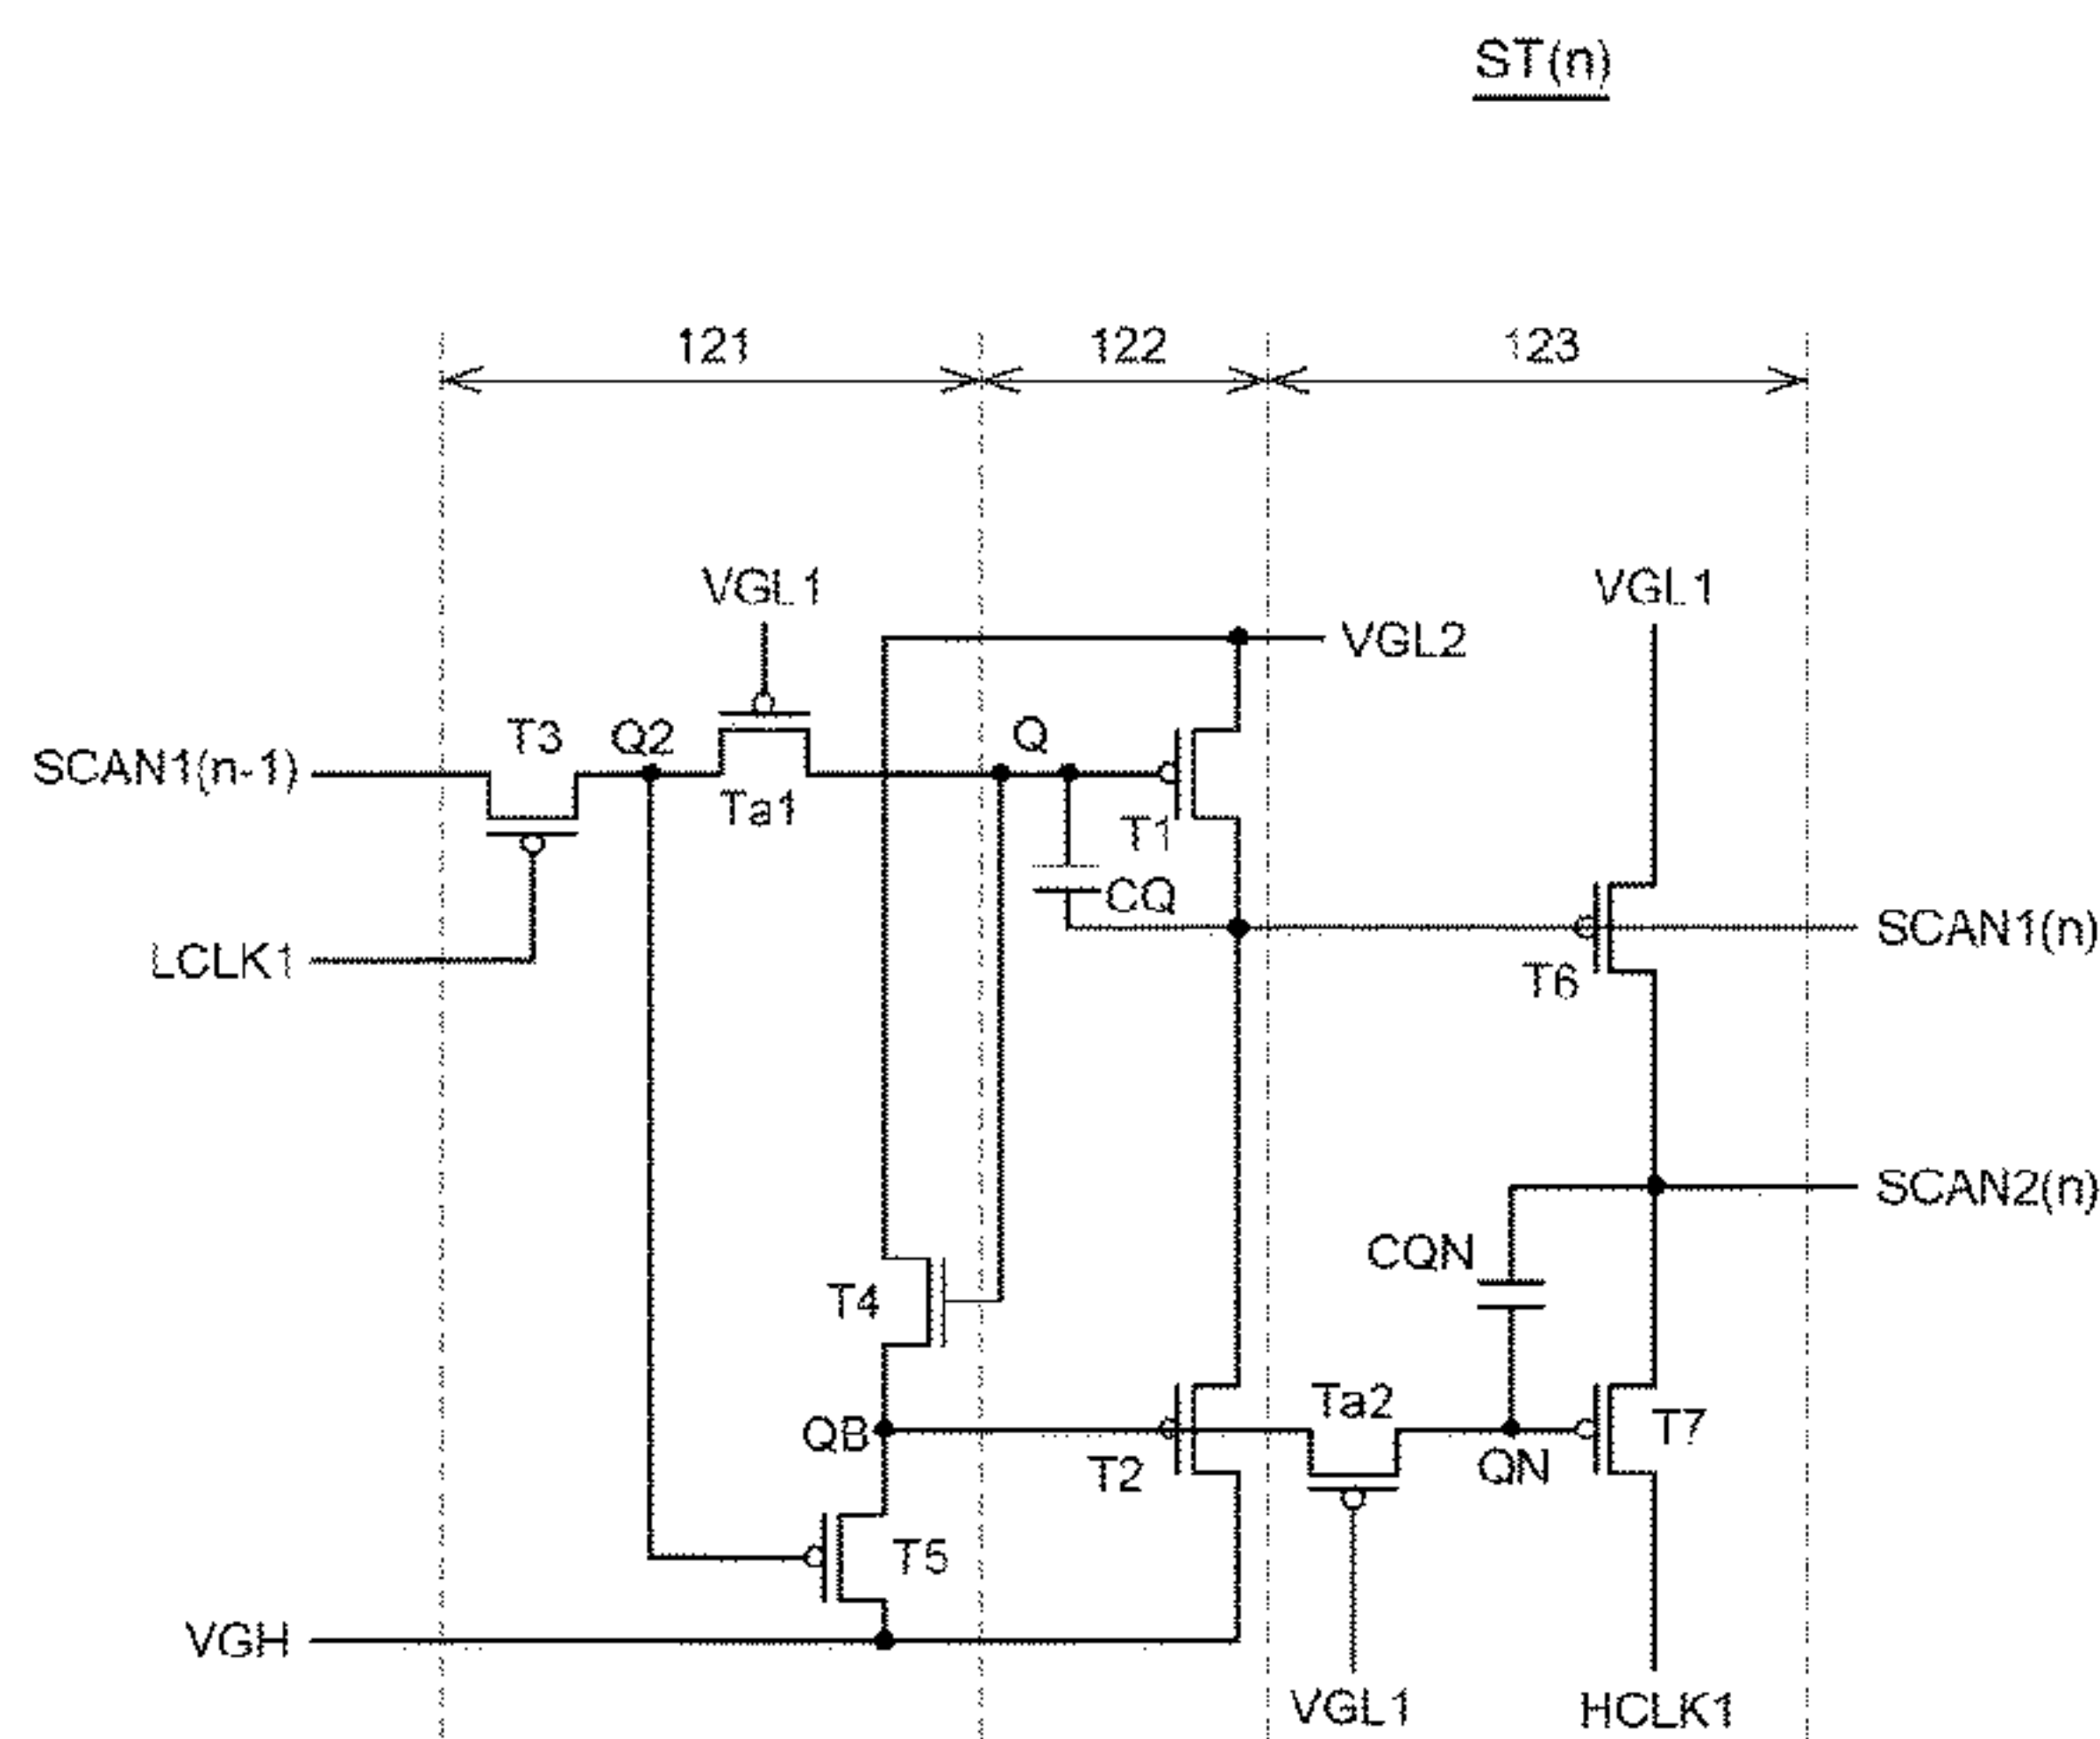 ST(n)
121
122
123
VGL1
VGL1
VGL2
T3
Q2
Q
SCAN1(n-1)
Ta1
T1
CQ
SCAN1(n)
LCLK1
T6
SCAN2(n)
CQN
T4
Ta2
QB
T7
T2
QN
T5
VGH
VGL1
HCLK1